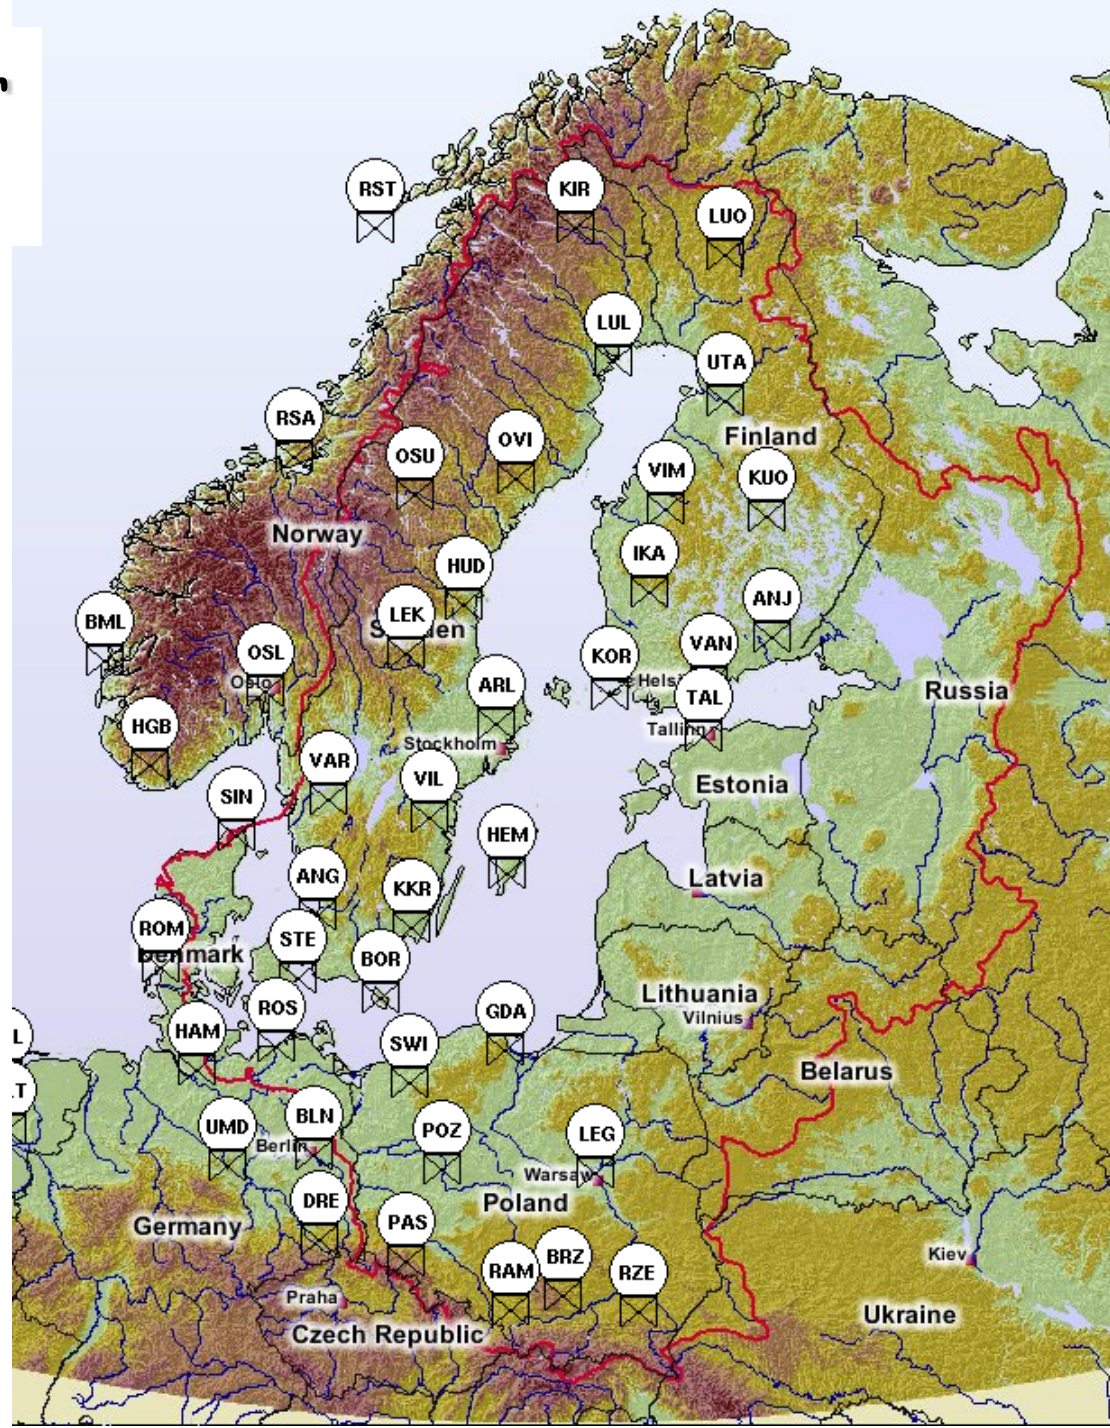 RST
KIR
LUO
LUL
UTA
RSA
OVI
Finland
OSU
VIM
KUO
Norway
IKA
HUD
ANJ
LEK
BML
OSL
KOR
VAN
Oslo
ARL
TAL
Russia
HGB
Tallinn
Stockholm
VAR
VIL
Estonia
SIN
HEM
ANG
KKR
Latvia
ROM
STE
Denmark
BOR
Lithuania
ROS
GDA
Vilnius
HAM
SWI
L
Belarus
LT
BLN
UMD
POZ
LEG
Berlin
Warsaw
DRE
Poland
PAS
Germany
BRZ
Kiev
RAM
RZE
Praha
Ukraine
Czech Republic